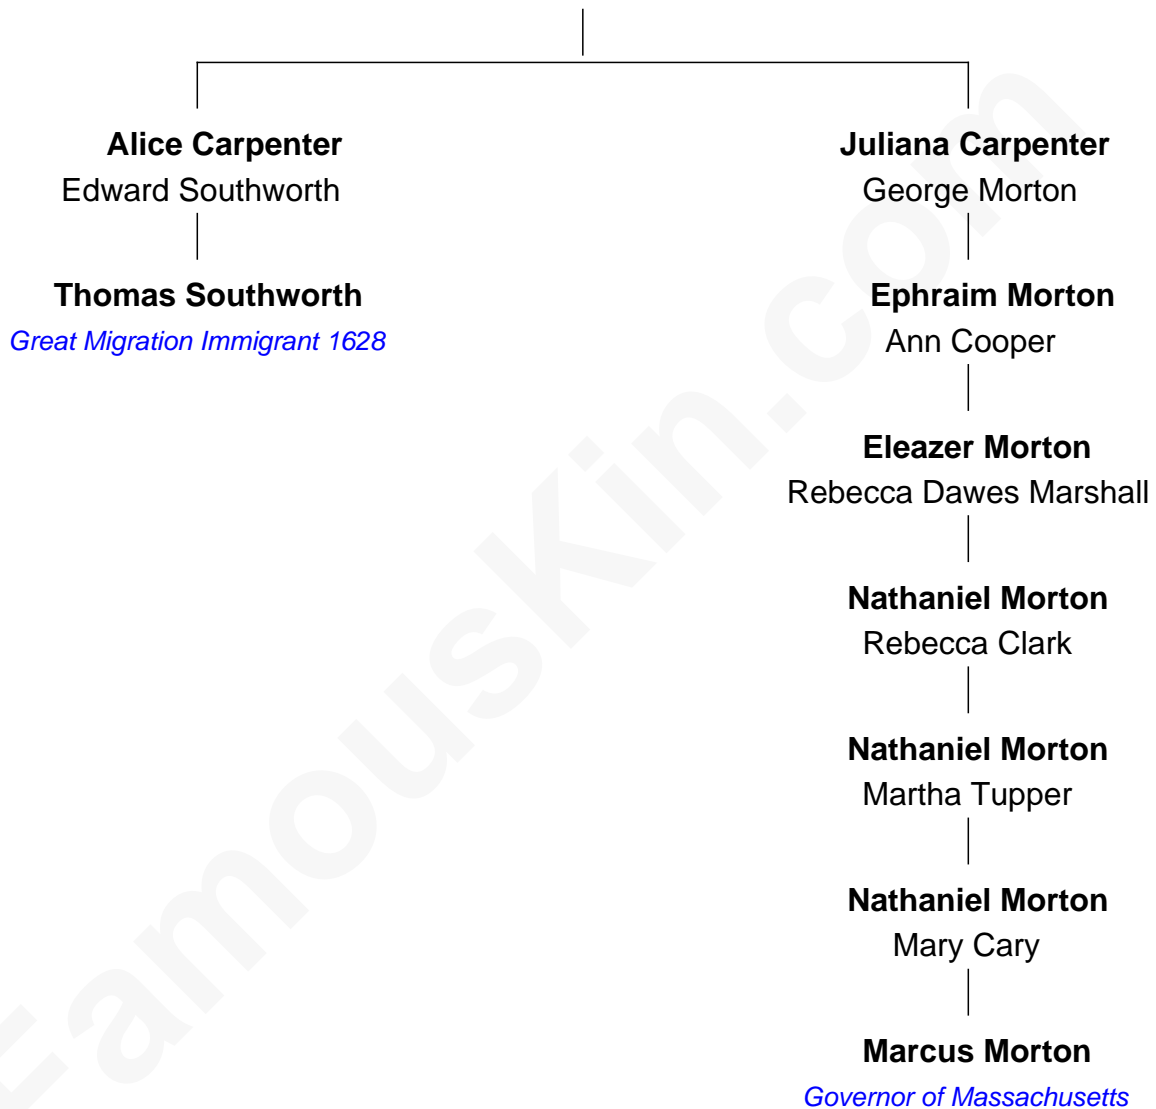 Alice Carpenter
Edward Southworth
Thomas Southworth
Great Migration Immigrant 1628
Juliana Carpenter
George Morton
Ephraim Morton
Ann Cooper
Eleazer Morton
Rebecca Dawes Marshall
Nathaniel Morton
Rebecca Clark
Nathaniel Morton
Martha Tupper
Nathaniel Morton
Mary Cary
Marcus Morton
Governor of Massachusetts
FamousKin.com